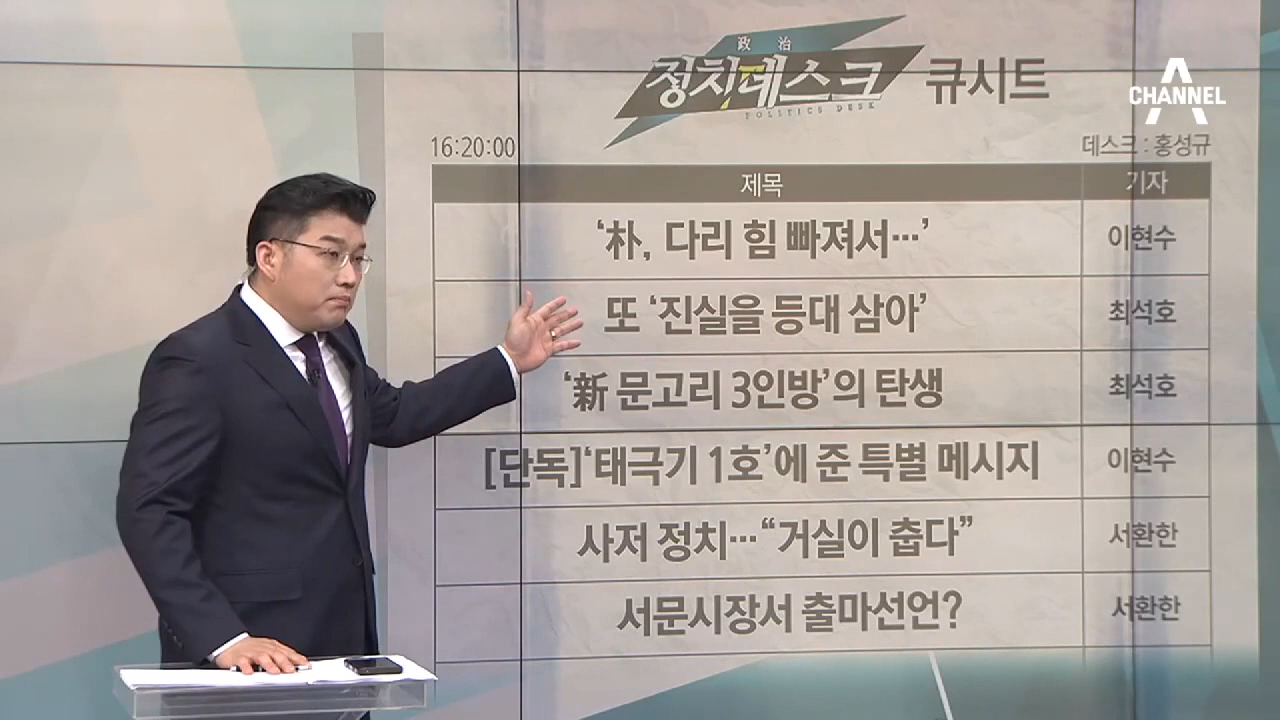 政 治
정치데스크 큐시트
POLITICS DESK
CHANNEL A
16:20:00
데스크 : 홍성규
제목 기자
‘朴, 다리 힘 빠져서…’ 이현수
또 ‘진실을 등대 삼아’ 최석호
‘新 문고리 3인방’의 탄생 최석호
[단독]‘태극기 1호’에 준 특별 메시지 이현수
사저 정치…“거실이 춥다” 서환한
서문시장서 출마선언? 서환한